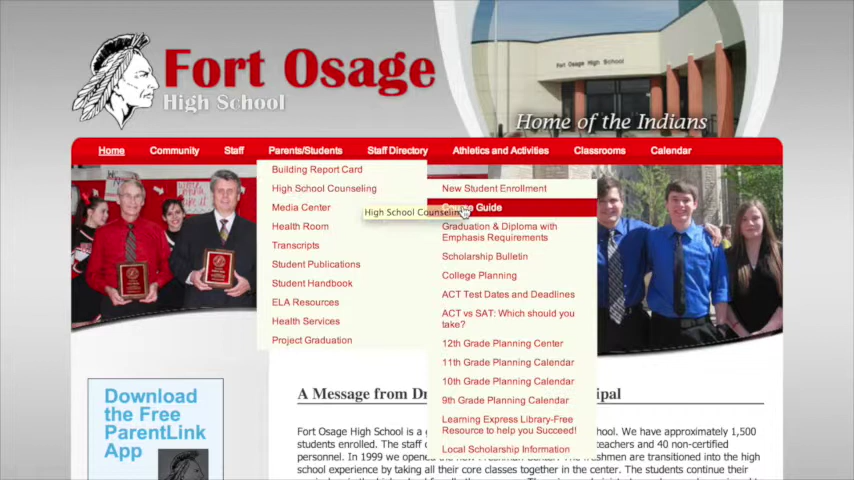 Fort Osage
High School
Fort Osage High School
Home of the Indians
Home
Community
Staff
Parents/Students
Staff Directory
Athletics and Activities
Classrooms
Calendar
Building Report Card
High School Counseling
Media Center
Health Room
Transcripts
Student Publications
Student Handbook
ELA Resources
Health Services
Project Graduation
High School Counselin
New Student Enrollment
Guide
Graduation & Diploma with
Emphasis Requirements
Scholarship Bulletin
College Planning
ACT Test Dates and Deadlines
ACT vs SAT: Which should you
take?
12th Grade Planning Center
11th Grade Planning Calendar
10th Grade Planning Calendar
9th Grade Planning Calendar
Learning Express Library-Free
Resource to help you Succeed!
Local Scholarship Information
Download
the Free
ParentLink
App
A Message from
Fort Osage High School is a
school. We have approximately 1,500
students enrolled. The staff
teachers and 40 non-certified
personnel. In 1999 we opened
freshmen are transitioned into the high
school experience by taking all their core classes together in the center. The students continue their